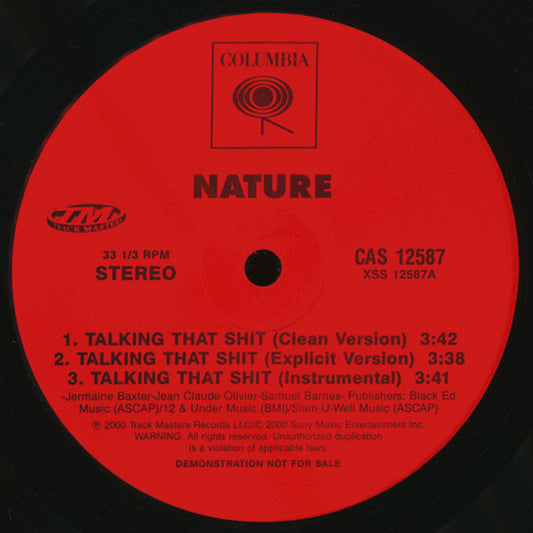 COLUMBIA
NATURE
TM
TRACK MASTERS
33 1/3 RPM
STEREO
CAS 12587
XSS 12587A
1. TALKING THAT SHIT (Clean Version) 3:42
2. TALKING THAT SHIT (Explicit Version) 3:38
3. TALKING THAT SHIT (Instrumental) 3:41
-Jermaine Baxter-Jean Claude Olivier-Samuel Barnes- Publishers: Black Ed
Music (ASCAP)/12 & Under Music (BMI)/Slam-U-Well Music (ASCAP)
℗ 2000 Track Masters Records LLC/© 2000 Sony Music Entertainment Inc.
WARNING: All rights reserved. Unauthorized duplication
is a violation of applicable laws.
DEMONSTRATION NOT FOR SALE